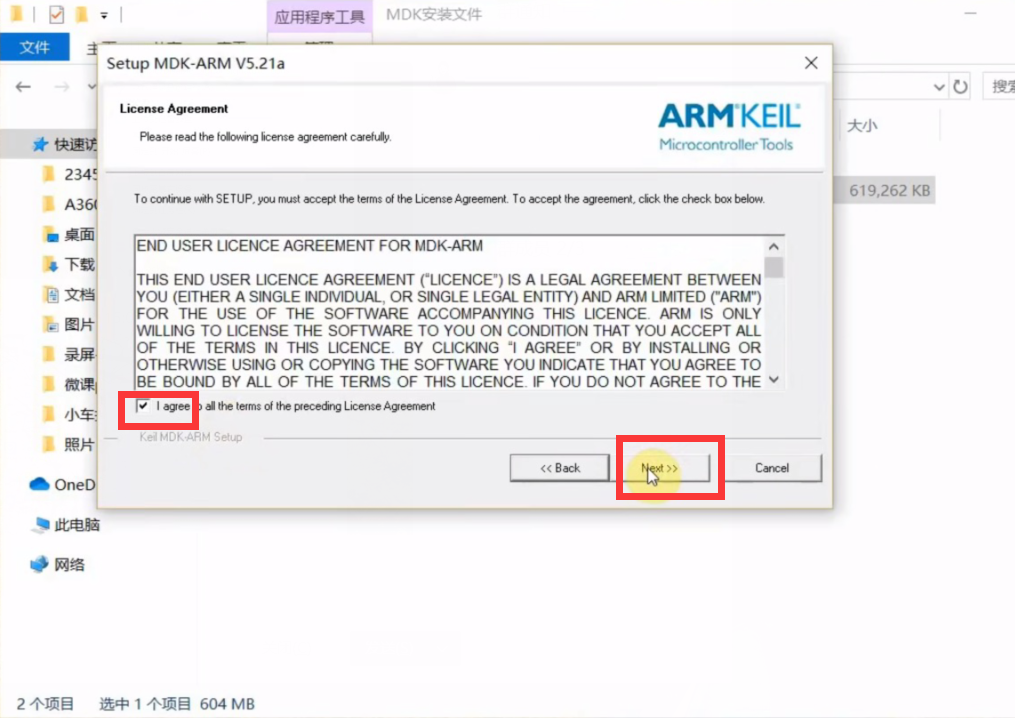 应用程序工具
MDK安装文件
文件
主页
管理
Setup MDK-ARM V5.21a
搜索
License Agreement
Please read the following license agreement carefully.
ARM®KEIL®
Microcontroller Tools
大小
快速访
2345
619,262 KB
To continue with SETUP, you must accept the terms of the License Agreement. To accept the agreement, click the check box below.
A360
桌面
END USER LICENCE AGREEMENT FOR MDK-ARM
下载
THIS END USER LICENCE AGREEMENT (“LICENCE”) IS A LEGAL AGREEMENT BETWEEN
文档
YOU (EITHER A SINGLE INDIVIDUAL, OR SINGLE LEGAL ENTITY) AND ARM LIMITED ("ARM")
FOR THE USE OF THE SOFTWARE ACCOMPANYING THIS LICENCE. ARM IS ONLY
图片
WILLING TO LICENSE THE SOFTWARE TO YOU ON CONDITION THAT YOU ACCEPT ALL
OF THE TERMS IN THIS LICENCE. BY CLICKING “I AGREE” OR BY INSTALLING OR
录屏
OTHERWISE USING OR COPYING THE SOFTWARE YOU INDICATE THAT YOU AGREE TO
BE BOUND BY ALL OF THE TERMS OF THIS LICENCE. IF YOU DO NOT AGREE TO THE
微课
I agree to all the terms of the preceding License Agreement
小车
照片
Keil MDK-ARM Setup
<< Back
Next >>
Cancel
OneD
此电脑
网络
2 个项目
选中 1 个项目 604 MB